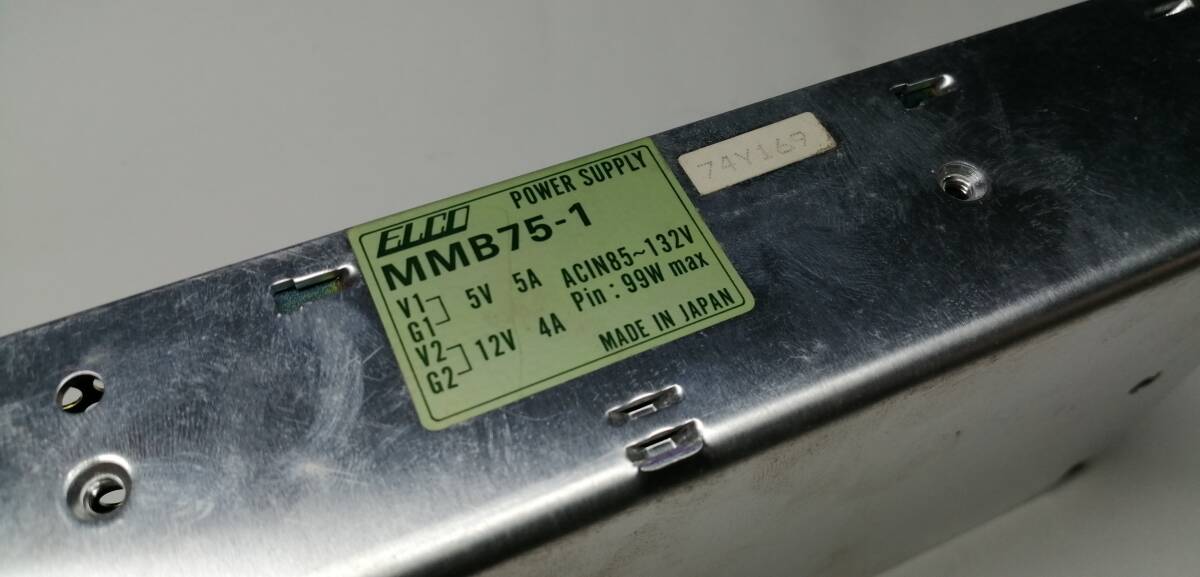 ELCO POWER SUPPLY
MMB75-1
V1 5V 5A ACIN85~132V
G1 Pin : 99W max
V2 12V 4A
G2 MADE IN JAPAN
74Y167